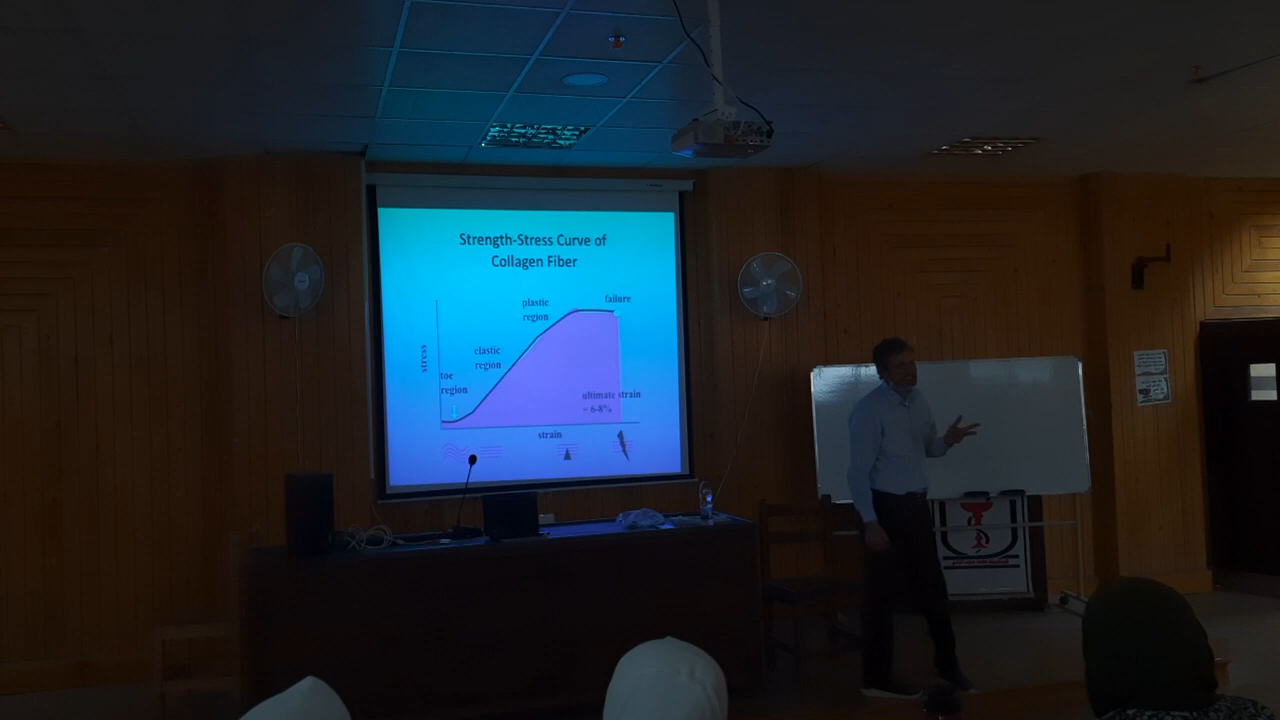 Strength-Stress Curve of
Collagen Fiber
plastic
region
failure
elastic
region
stress
toe
region
ultimate strain
= 6-8%
strain